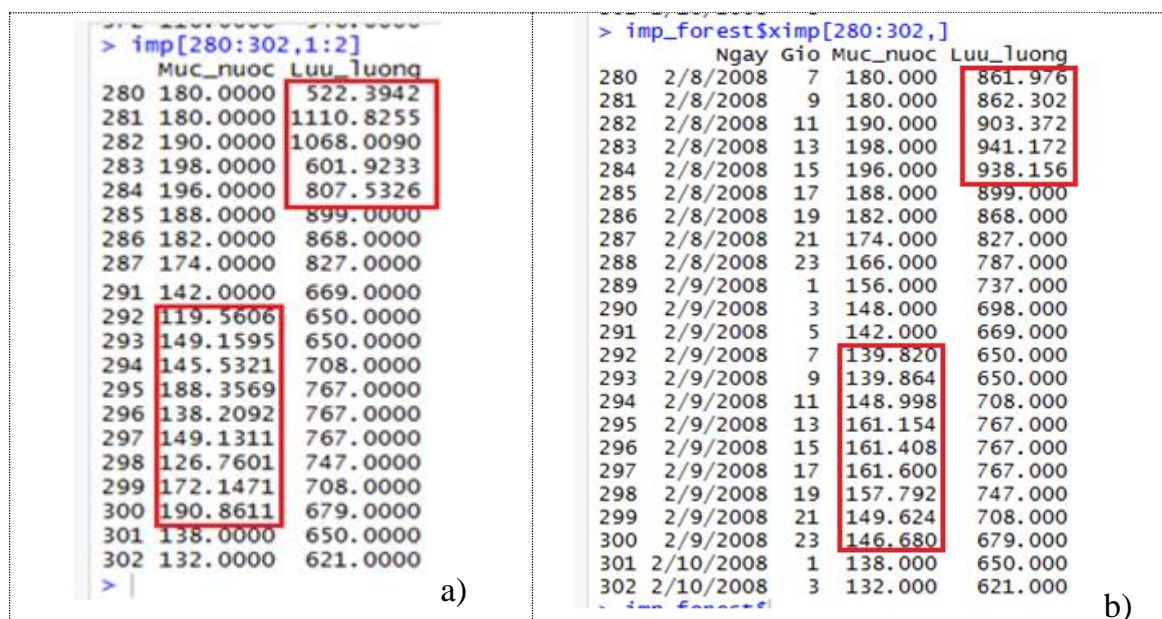 > imp[280:302,1:2]
Muc_nuoc Luu_luong
280 180.0000 522.3942
281 180.0000 1110.8255
282 190.0000 1068.0090
283 198.0000 601.9233
284 196.0000 807.5326
285 188.0000 899.0000
286 182.0000 868.0000
287 174.0000 827.0000
291 142.0000 669.0000
292 119.5606 650.0000
293 149.1595 650.0000
294 145.5321 708.0000
295 188.3569 767.0000
296 138.2092 767.0000
297 149.1311 767.0000
298 126.7601 747.0000
299 172.1471 708.0000
300 190.8611 679.0000
301 138.0000 650.0000
302 132.0000 621.0000
>
a)
> imp_forest$ximp[280:302,]
Ngay Gio Muc_nuoc Luu_luong
280 2/8/2008 7 180.000 861.976
281 2/8/2008 9 180.000 862.302
282 2/8/2008 11 190.000 903.372
283 2/8/2008 13 198.000 941.172
284 2/8/2008 15 196.000 938.156
285 2/8/2008 17 188.000 899.000
286 2/8/2008 19 182.000 868.000
287 2/8/2008 21 174.000 827.000
288 2/8/2008 23 166.000 787.000
289 2/9/2008 1 156.000 737.000
290 2/9/2008 3 148.000 698.000
291 2/9/2008 5 142.000 669.000
292 2/9/2008 7 139.820 650.000
293 2/9/2008 9 139.864 650.000
294 2/9/2008 11 148.998 708.000
295 2/9/2008 13 161.154 767.000
296 2/9/2008 15 161.408 767.000
297 2/9/2008 17 161.600 767.000
298 2/9/2008 19 157.792 747.000
299 2/9/2008 21 149.624 708.000
300 2/9/2008 23 146.680 679.000
301 2/10/2008 1 138.000 650.000
302 2/10/2008 3 132.000 621.000
b)